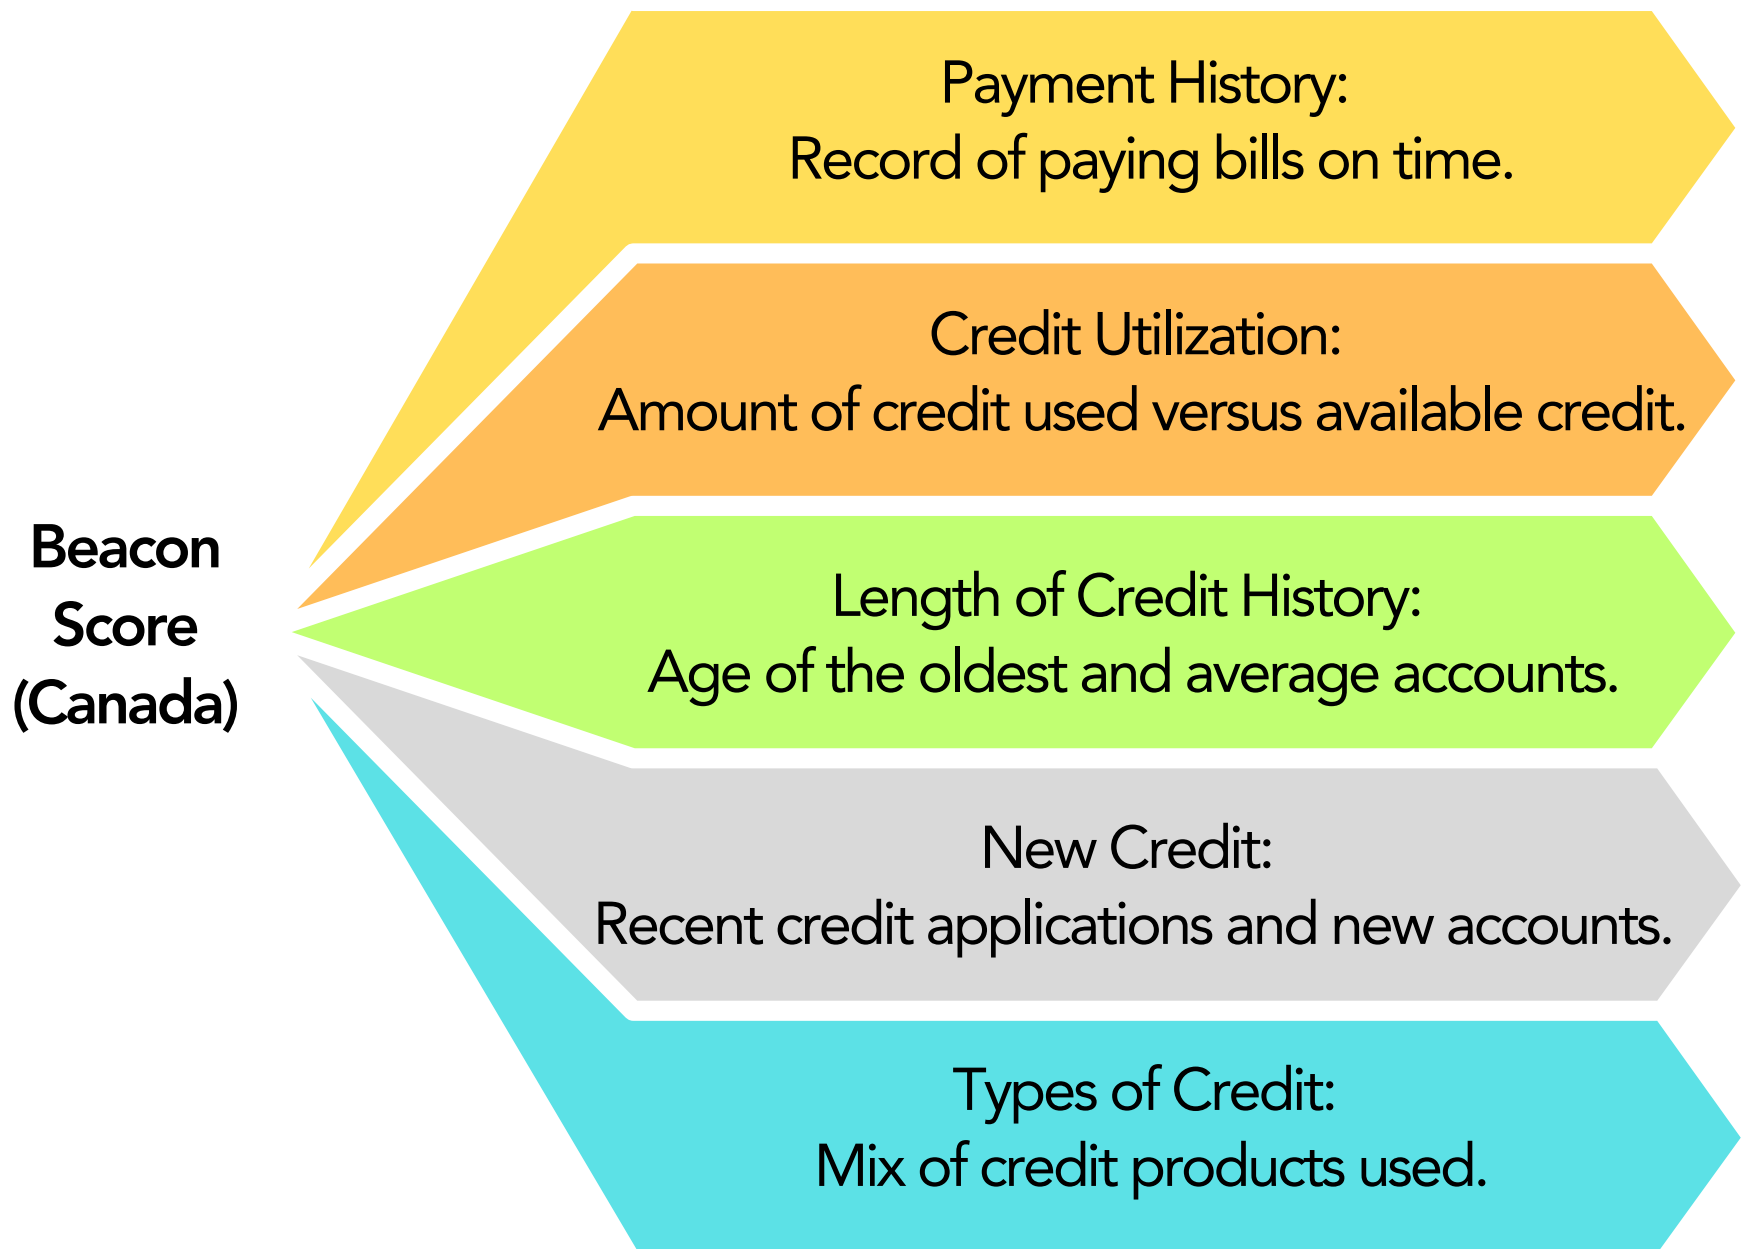 Beacon
Score
(Canada)
Payment History:
Record of paying bills on time.
Credit Utilization:
Amount of credit used versus available credit.
Length of Credit History:
Age of the oldest and average accounts.
New Credit:
Recent credit applications and new accounts.
Types of Credit:
Mix of credit products used.